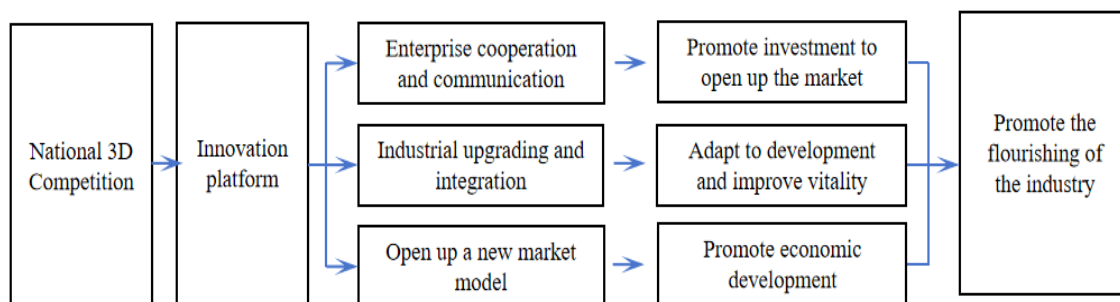 National 3D
Competition
Innovation
platform
Enterprise cooperation
and communication
Promote investment to
open up the market
Industrial upgrading and
integration
Adapt to development
and improve vitality
Open up a new market
model
Promote economic
development
Promote the
flourishing of
the industry